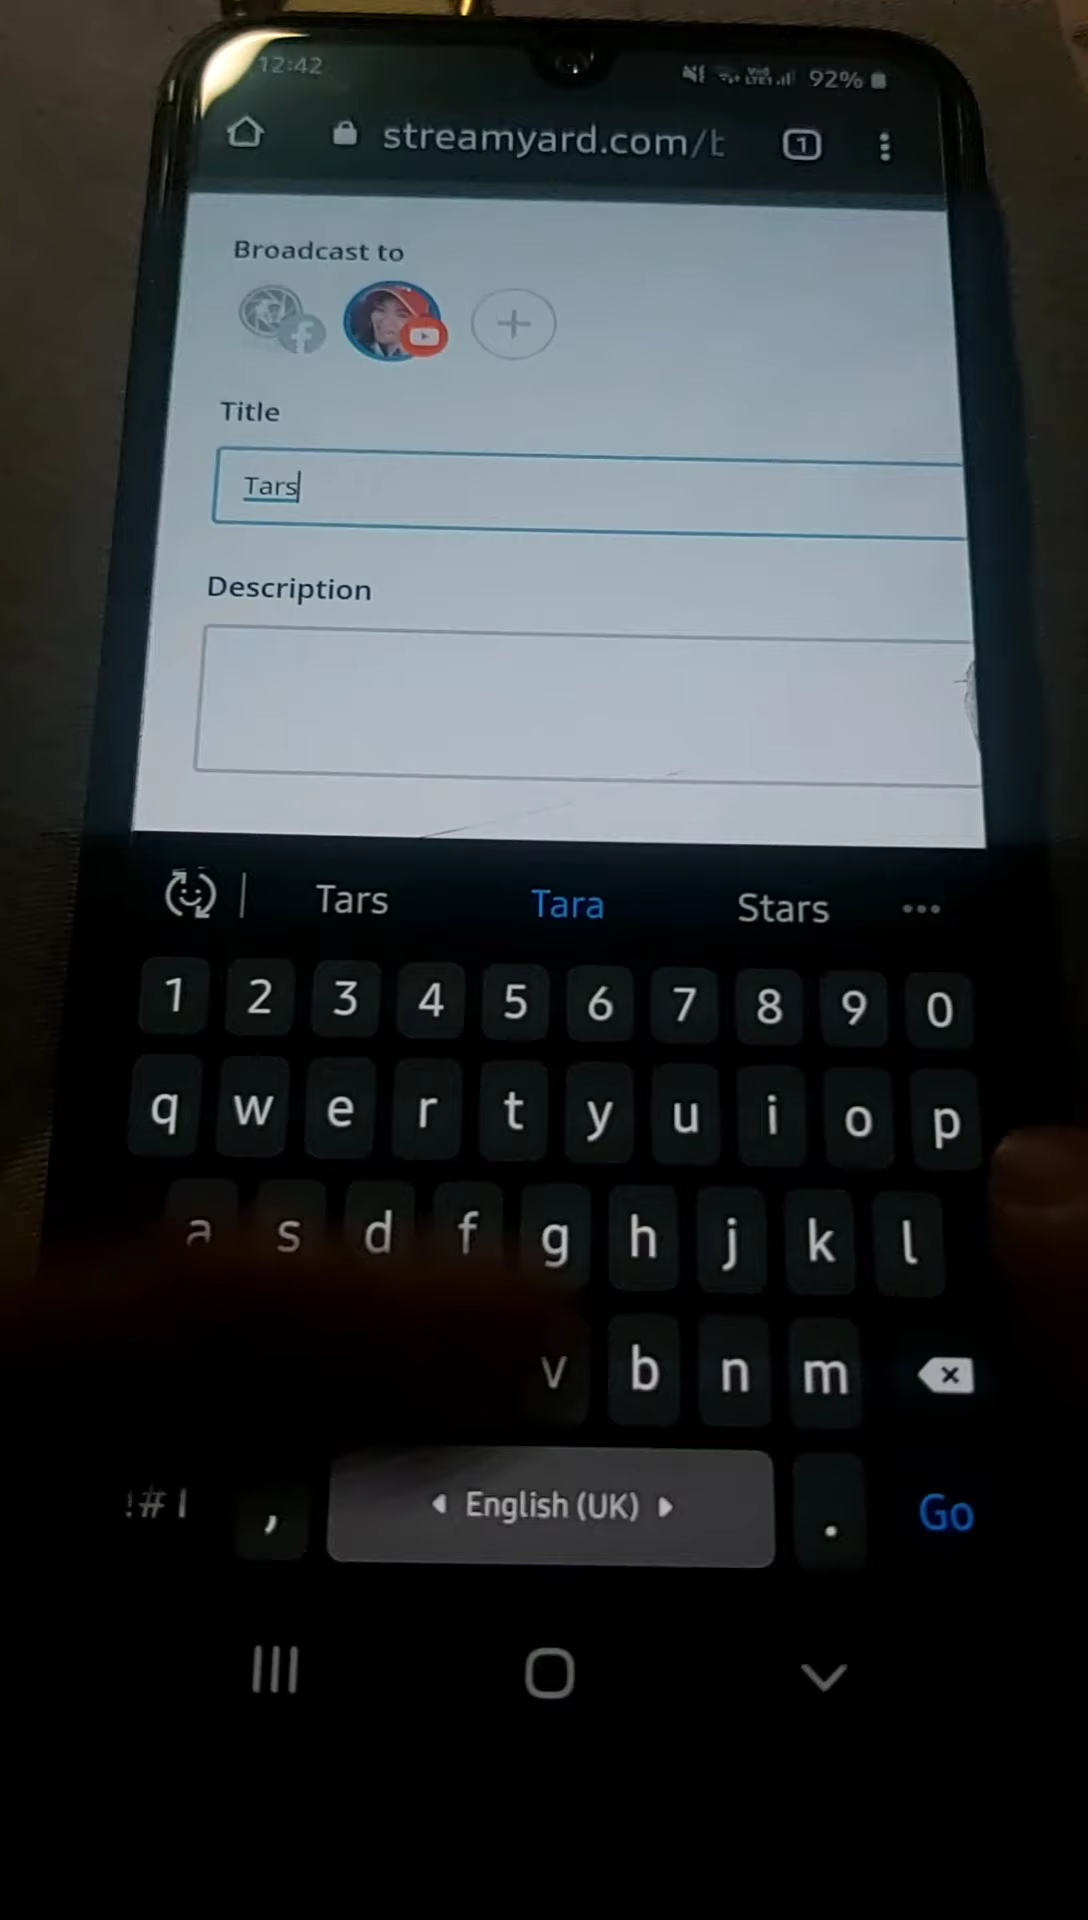 12:42 92%
streamyard.com/b 1
Broadcast to
Title
Tars
Description
Tars Tara Stars
1 2 3 4 5 6 7 8 9 0
q w e r t y u i o p
a s d f g h j k l
v b n m
!#1 , English (UK) . Go